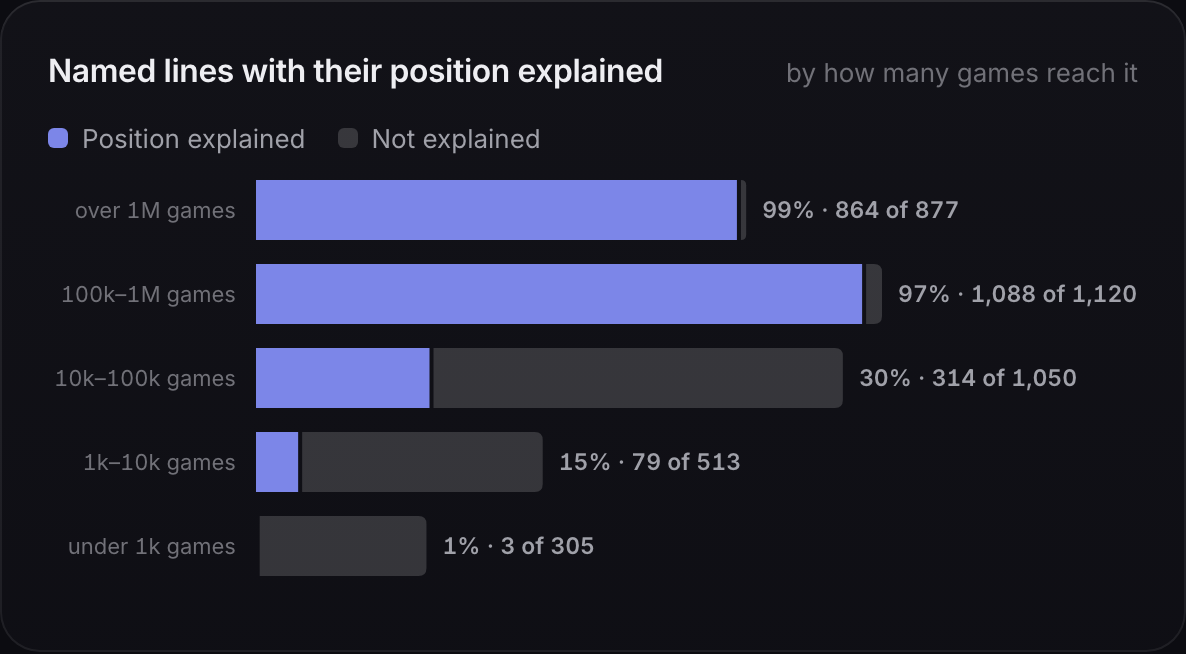 Named lines with their position explained
by how many games reach it
Position explained
Not explained
over 1M games
99% · 864 of 877
100k–1M games
97% · 1,088 of 1,120
10k–100k games
30% · 314 of 1,050
1k–10k games
15% · 79 of 513
under 1k games
1% · 3 of 305